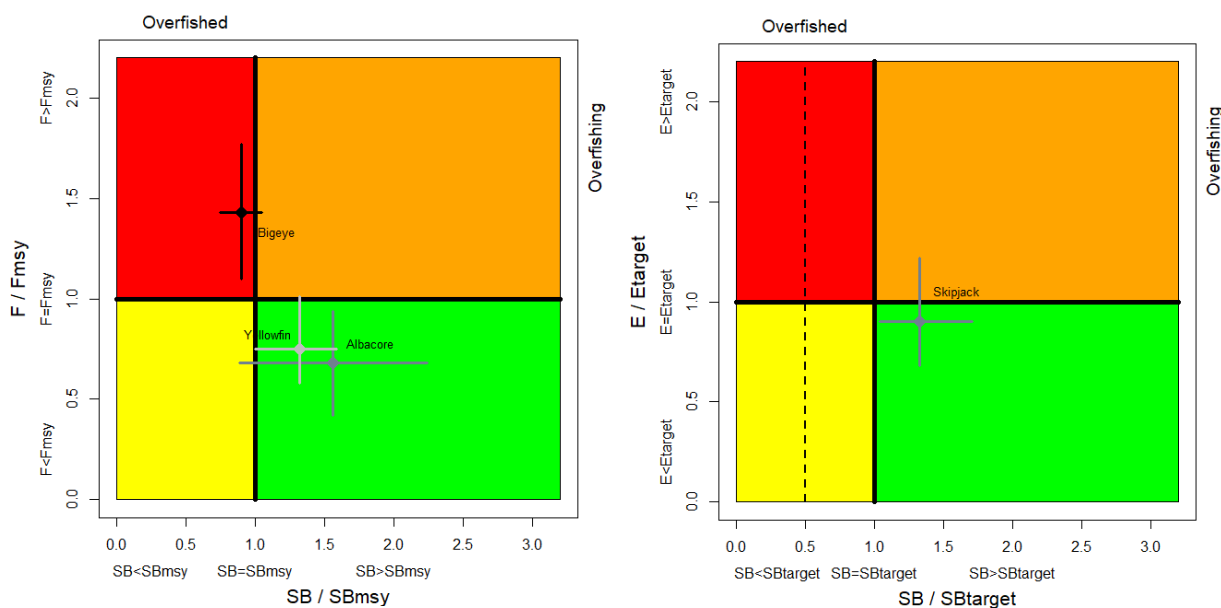 Overfished
F / Fmsy
F<Fmsy
F=Fmsy
F>Fmsy
2.0
1.5
1.0
0.5
0.0
Bigeye
Yellowfin
Albacore
Overfishing
0.0 0.5 1.0 1.5 2.0 2.5 3.0
SB<SBmsy SB=SBmsy SB>SBmsy
SB / SBmsy
Overfished
E / Etarget
E<Etarget
E=Etarget
E>Etarget
2.0
1.5
1.0
0.5
0.0
Skipjack
Overfishing
0.0 0.5 1.0 1.5 2.0 2.5 3.0
SB<SBtarget SB=SBtarget SB>SBtarget
SB / SBtarget